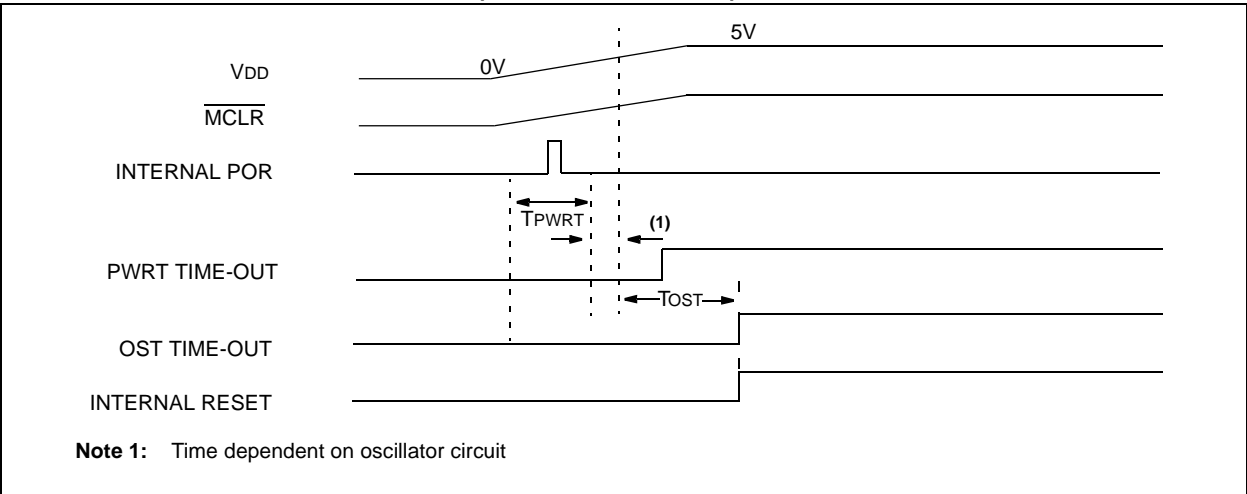 5V
VDD
0V
MCLR
INTERNAL POR
TPWRT
(1)
PWRT TIME-OUT
TOST
OST TIME-OUT
INTERNAL RESET
Note 1: Time dependent on oscillator circuit